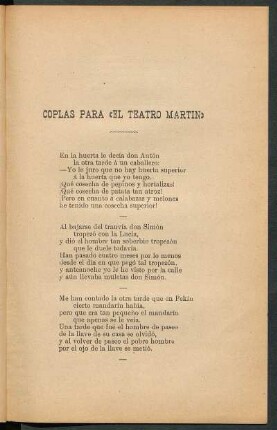 COPLAS PARA «EL TEATRO MARTIN»
En la huerta le decía don Antón
la otra tarde á un caballero:
—Yo le juro que no hay huerta superior
á la huerta que yo tengo.
¡Qué cosecha de pepinos y hortalizas!
¡Qué cosecha de patata tan atroz!
¡Pero en cuanto á calabazas y raciones
he tenido una cosecha superior!
Al bajarse del tranvía don Simón
tropezó con la Lucía,
y dió el hombre tan soberbio tropezón
que le duele todavía.
Han pasado cuatro meses por lo menos
desde el día en que pegó tal tropezón,
y anteanoche yo le he visto por la calle
y aún llevaba muletas don Simón.
Me han contado la otra tarde que en Pekín
cierto mandarín había,
pero que era tan pequeño el mandarín
que apenas se le veía.
Una tarde que fué el hombre de paseo
de la llave de su casa se olvidó,
y al volver de paseo el pobre hombre
por el ojo de la llave se metió.